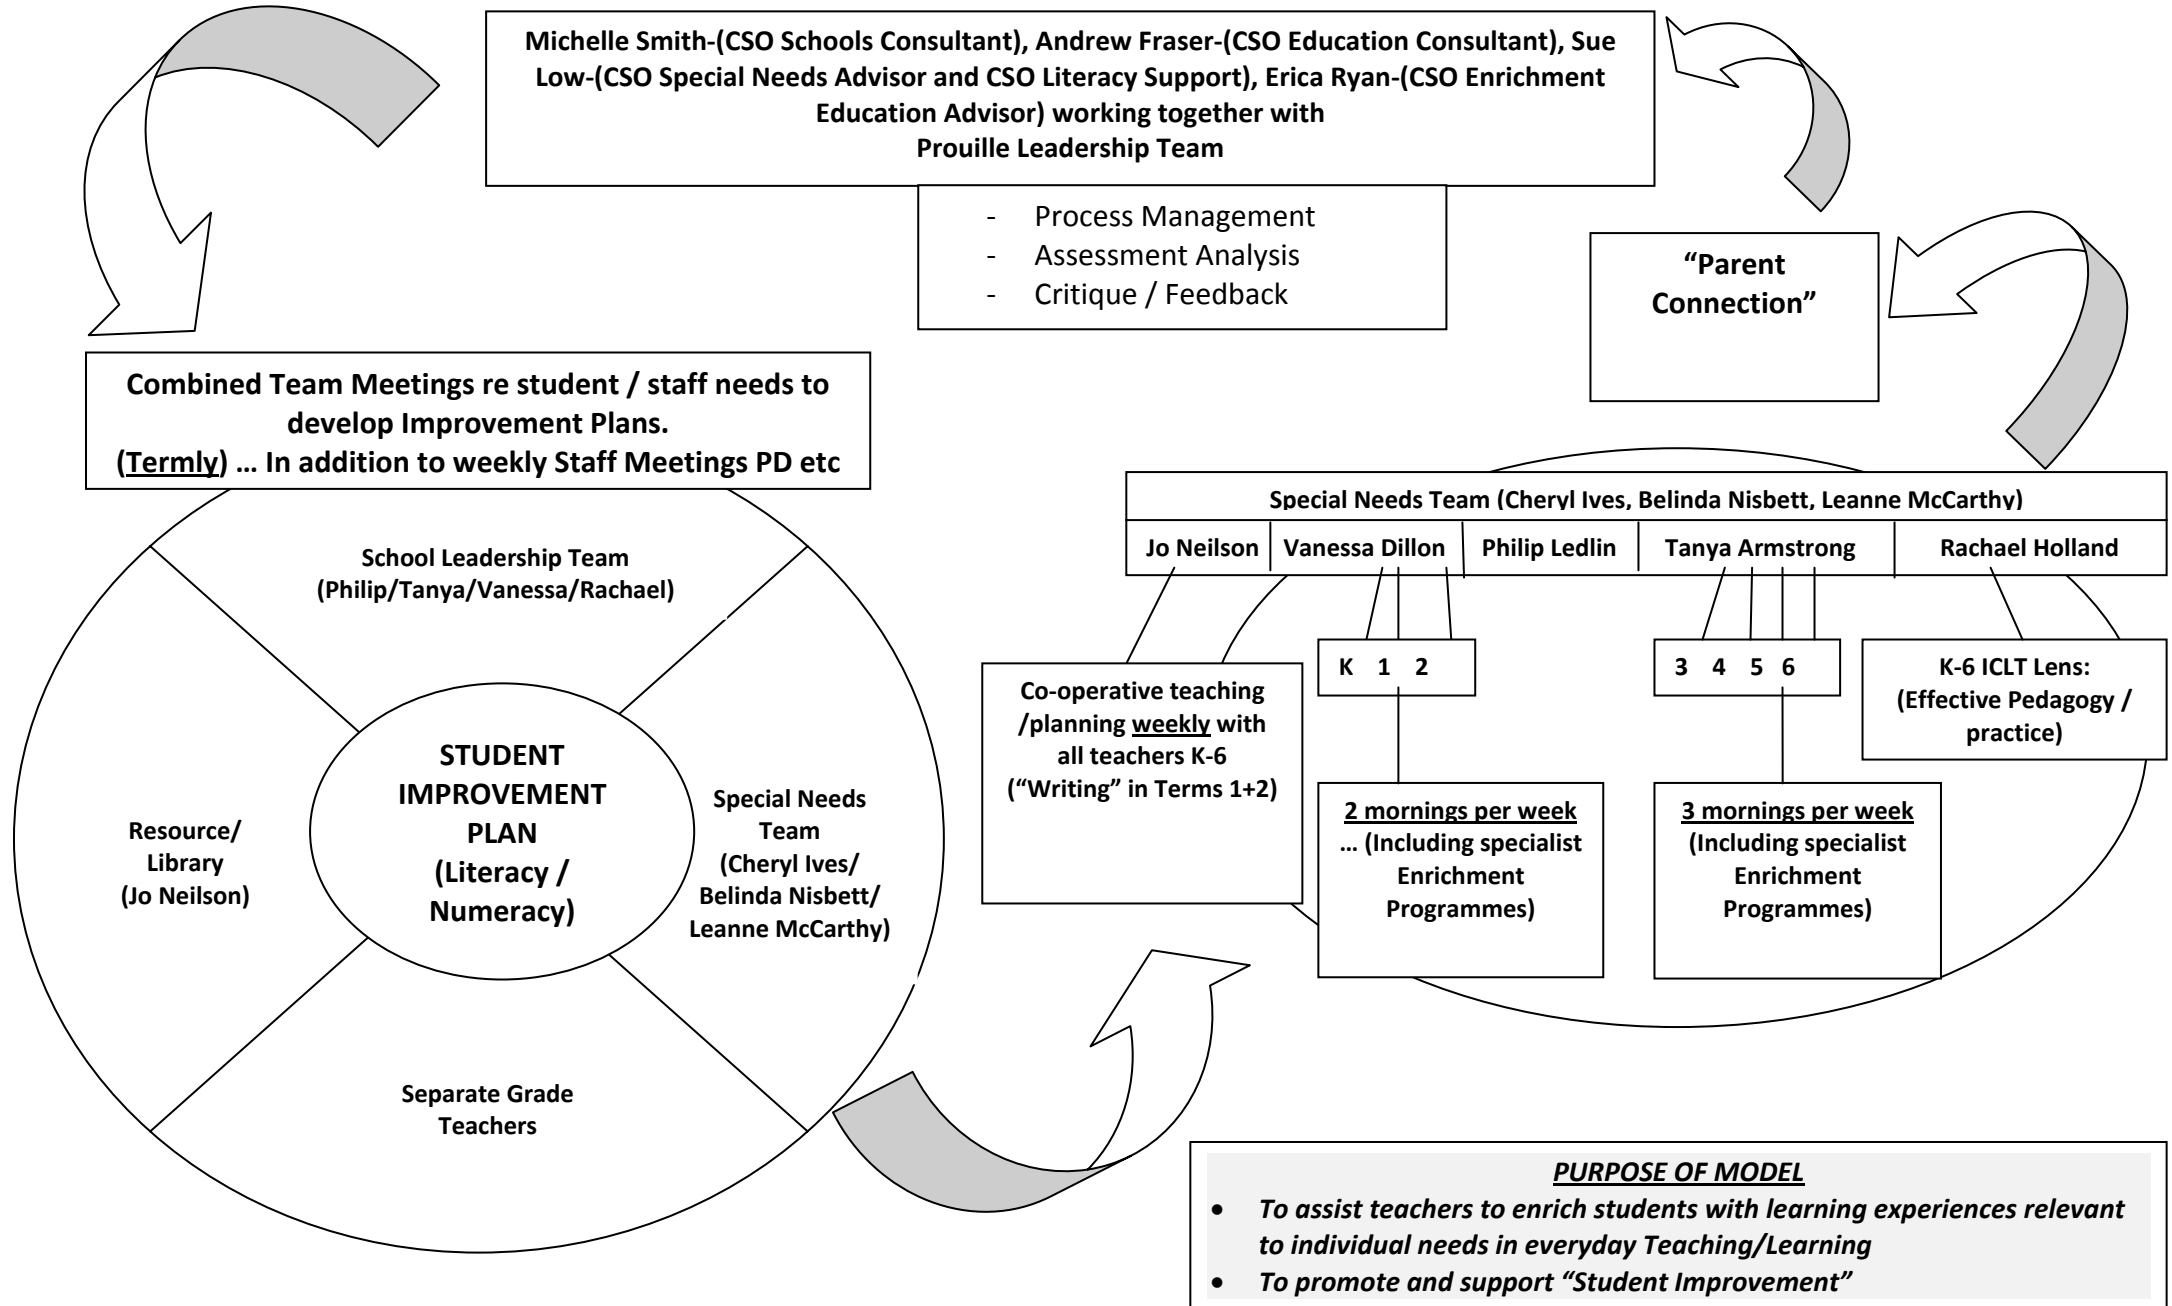 Michelle Smith-(CSO Schools Consultant), Andrew Fraser-(CSO Education Consultant), Sue
Low-(CSO Special Needs Advisor and CSO Literacy Support), Erica Ryan-(CSO Enrichment
Education Advisor) working together with
Prouille Leadership Team
- Process Management
- Assessment Analysis
- Critique / Feedback
“Parent
Connection”
Combined Team Meetings re student / staff needs to
develop Improvement Plans.
(Termly) … In addition to weekly Staff Meetings PD etc
School Leadership Team
(Philip/Tanya/Vanessa/Rachael)
STUDENT
IMPROVEMENT
PLAN
(Literacy /
Numeracy)
Resource/
Library
(Jo Neilson)
Special Needs
Team
(Cheryl Ives/
Belinda Nisbett/
Leanne McCarthy)
Separate Grade
Teachers
Special Needs Team (Cheryl Ives, Belinda Nisbett, Leanne McCarthy)
Jo Neilson Vanessa Dillon Philip Ledlin Tanya Armstrong Rachael Holland
Co-operative teaching
/planning weekly with
all teachers K-6
(“Writing” in Terms 1+2)
K 1 2
2 mornings per week
… (Including specialist
Enrichment
Programmes)
3 4 5 6
3 mornings per week
(Including specialist
Enrichment
Programmes)
K-6 ICLT Lens:
(Effective Pedagogy /
practice)
PURPOSE OF MODEL
• To assist teachers to enrich students with learning experiences relevant
to individual needs in everyday Teaching/Learning
• To promote and support “Student Improvement”